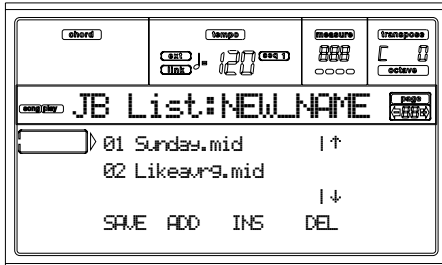 chord tempo measure transpose
ext link ♩= 120 seq 1 888 C 0
octave
song play JB List:NEW_NAME page 88
01 Sunday.mid |↑
02 Likeavrg.mid
|↓
SAVE ADD INS DEL